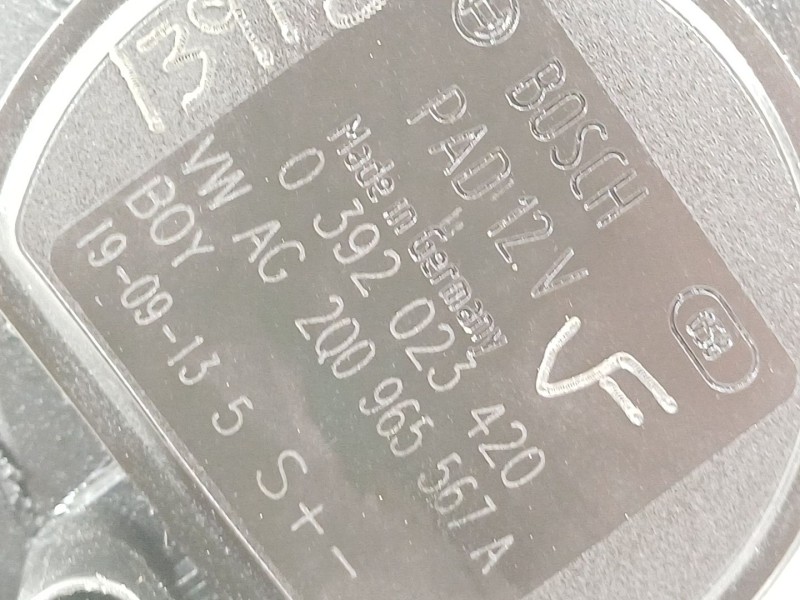 BOSCH
PAD 12 V
Made in Germany
0 392 023 420
VW AG 2Q0 965 567 A
BOY
19-09-13 5 S + -
VF